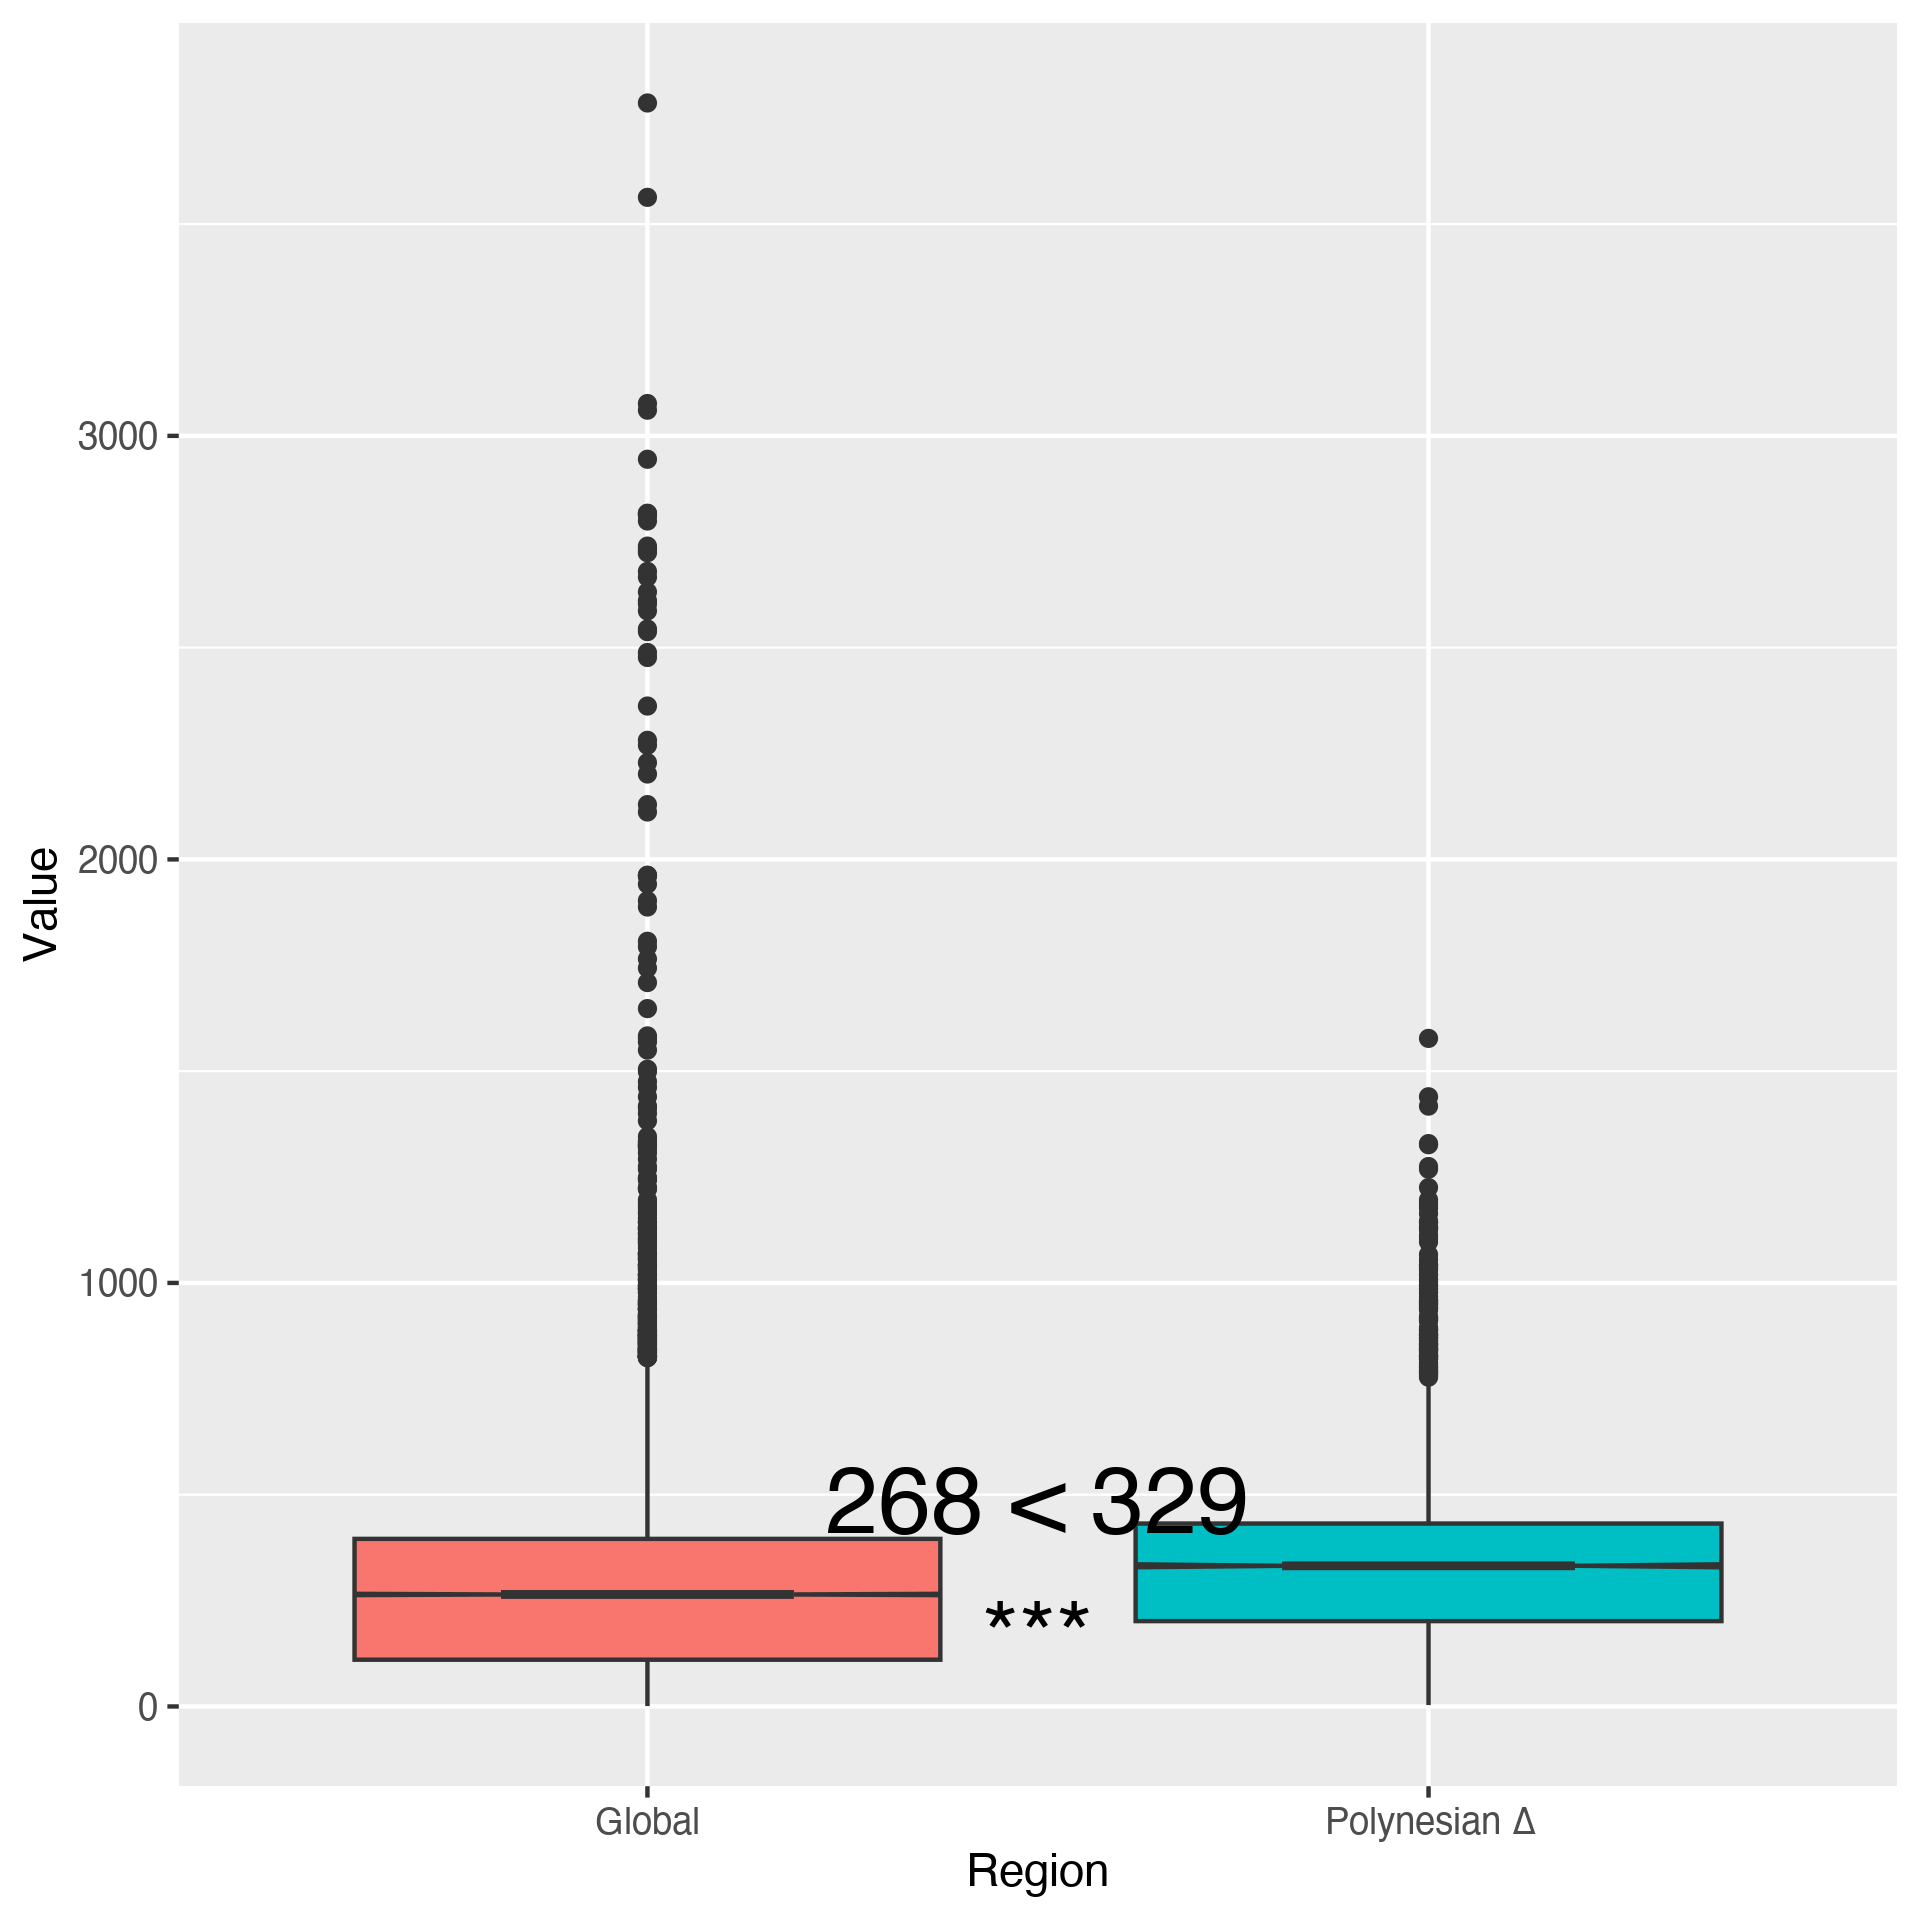 Value
3000
2000
1000
0
268 < 329
***
Global
Polynesian Δ
Region